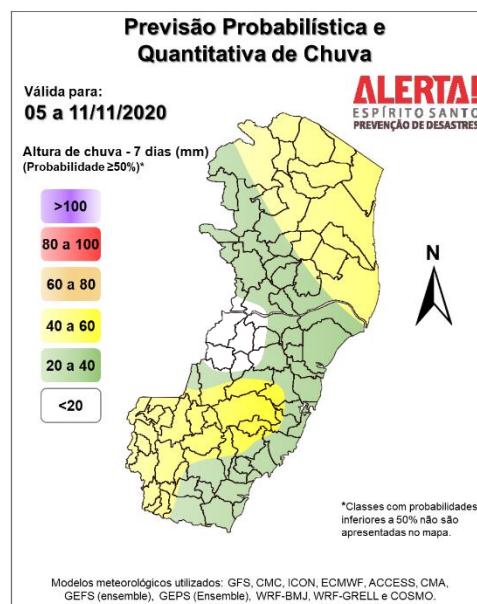 Previsão Probabilística e
Quantitativa de Chuva
Válida para:
05 a 11/11/2020
ALERTA!
ESPÍRITO SANTO
PREVENÇÃO DE DESASTRES
Altura de chuva - 7 dias (mm)
(Probabilidade ≥50%)*
>100
80 a 100
60 a 80
40 a 60
20 a 40
<20
N
*Classes com probabilidades
inferiores a 50% não são
apresentadas no mapa.
Modelos meteorológicos utilizados: GFS, CMC, ICON, ECMWF, ACCESS, CMA,
GEFS (ensemble), GEPS (Ensemble), WRF-BMJ, WRF-GRELL e COSMO.